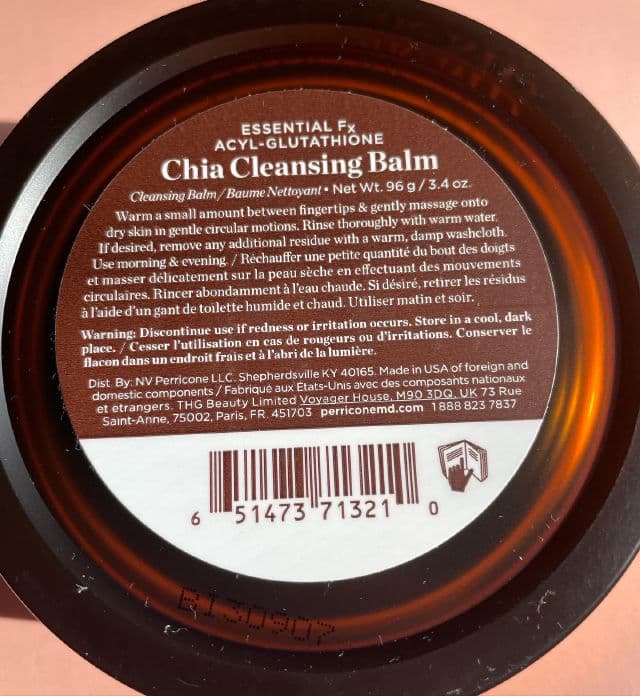 ESSENTIAL Fx
ACYL-GLUTATHIONE
Chia Cleansing Balm
Cleansing Balm/Baume Nettoyant • Net Wt. 96 g / 3.4 oz.
Warm a small amount between fingertips & gently massage onto
dry skin in gentle circular motions. Rinse thoroughly with warm water.
If desired, remove any additional residue with a warm, damp washcloth.
Use morning & evening. / Réchauffer une petite quantité du bout des doigts
et masser délicatement sur la peau sèche en effectuant des mouvements
circulaires. Rincer abondamment à l'eau chaude. Si désiré, retirer les résidus
à l'aide d'un gant de toilette humide et chaud. Utiliser matin et soir.
Warning: Discontinue use if redness or irritation occurs. Store in a cool, dark
place. / Cesser l'utilisation en cas de rougeurs ou d'irritations. Conserver le
flacon dans un endroit frais et à l'abri de la lumière.
Dist. By: NV Perricone LLC. Shepherdsville KY 40165. Made in USA of foreign and
domestic components / Fabriqué aux États-Unis avec des composants nationaux
et étrangers. THG Beauty Limited Voyager House, M90 3DQ. UK 73 Rue
Saint-Anne, 75002, Paris, FR. 451703 perriconemd.com 1 888 823 7837
6 51473 71321 0
B130907